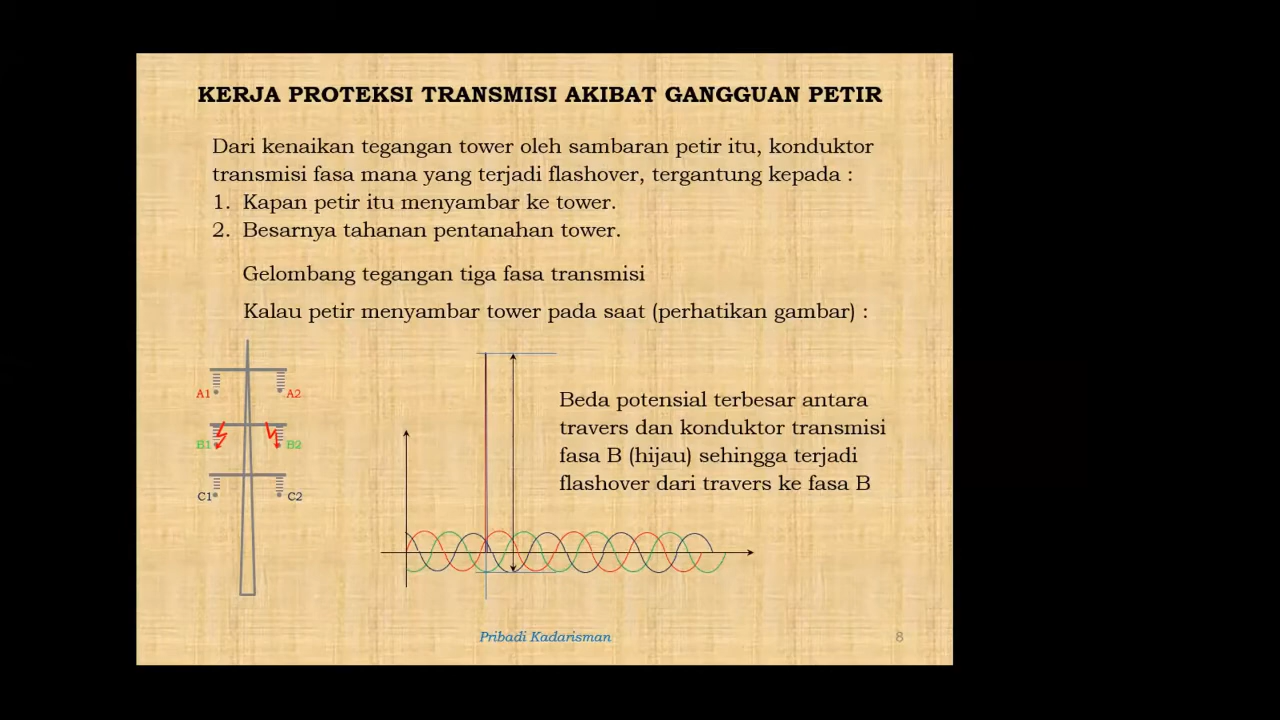 KERJA PROTEKSI TRANSMISI AKIBAT GANGGUAN PETIR
Dari kenaikan tegangan tower oleh sambaran petir itu, konduktor
transmisi fasa mana yang terjadi flashover, tergantung kepada :
1. Kapan petir itu menyambar ke tower.
2. Besarnya tahanan pentanahan tower.
Gelombang tegangan tiga fasa transmisi
Kalau petir menyambar tower pada saat (perhatikan gambar) :
A1 A2
B1 B2
C1 C2
Beda potensial terbesar antara
travers dan konduktor transmisi
fasa B (hijau) sehingga terjadi
flashover dari travers ke fasa B
Pribadi Kadarisman
8